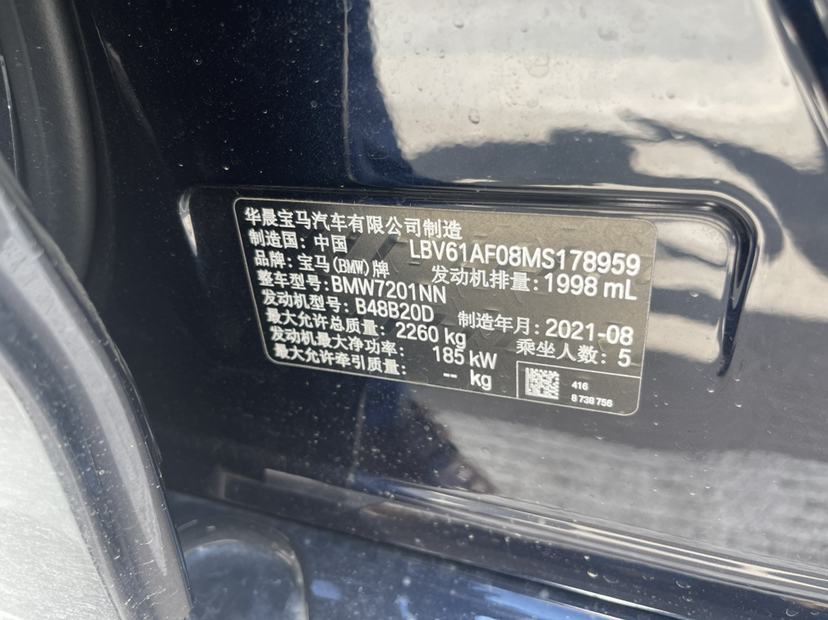 华晨宝马汽车有限公司制造
制造国: 中国 LBV61AF08MS178959
品牌: 宝马(BMW)牌 发动机排量: 1998 mL
整车型号: BMW7201NN
发动机型号: B48B20D 制造年月: 2021-08
最大允许总质量: 2260 kg 乘坐人数: 5
发动机最大净功率: 185 kW
最大允许牵引质量: -- kg
416
8 738 756